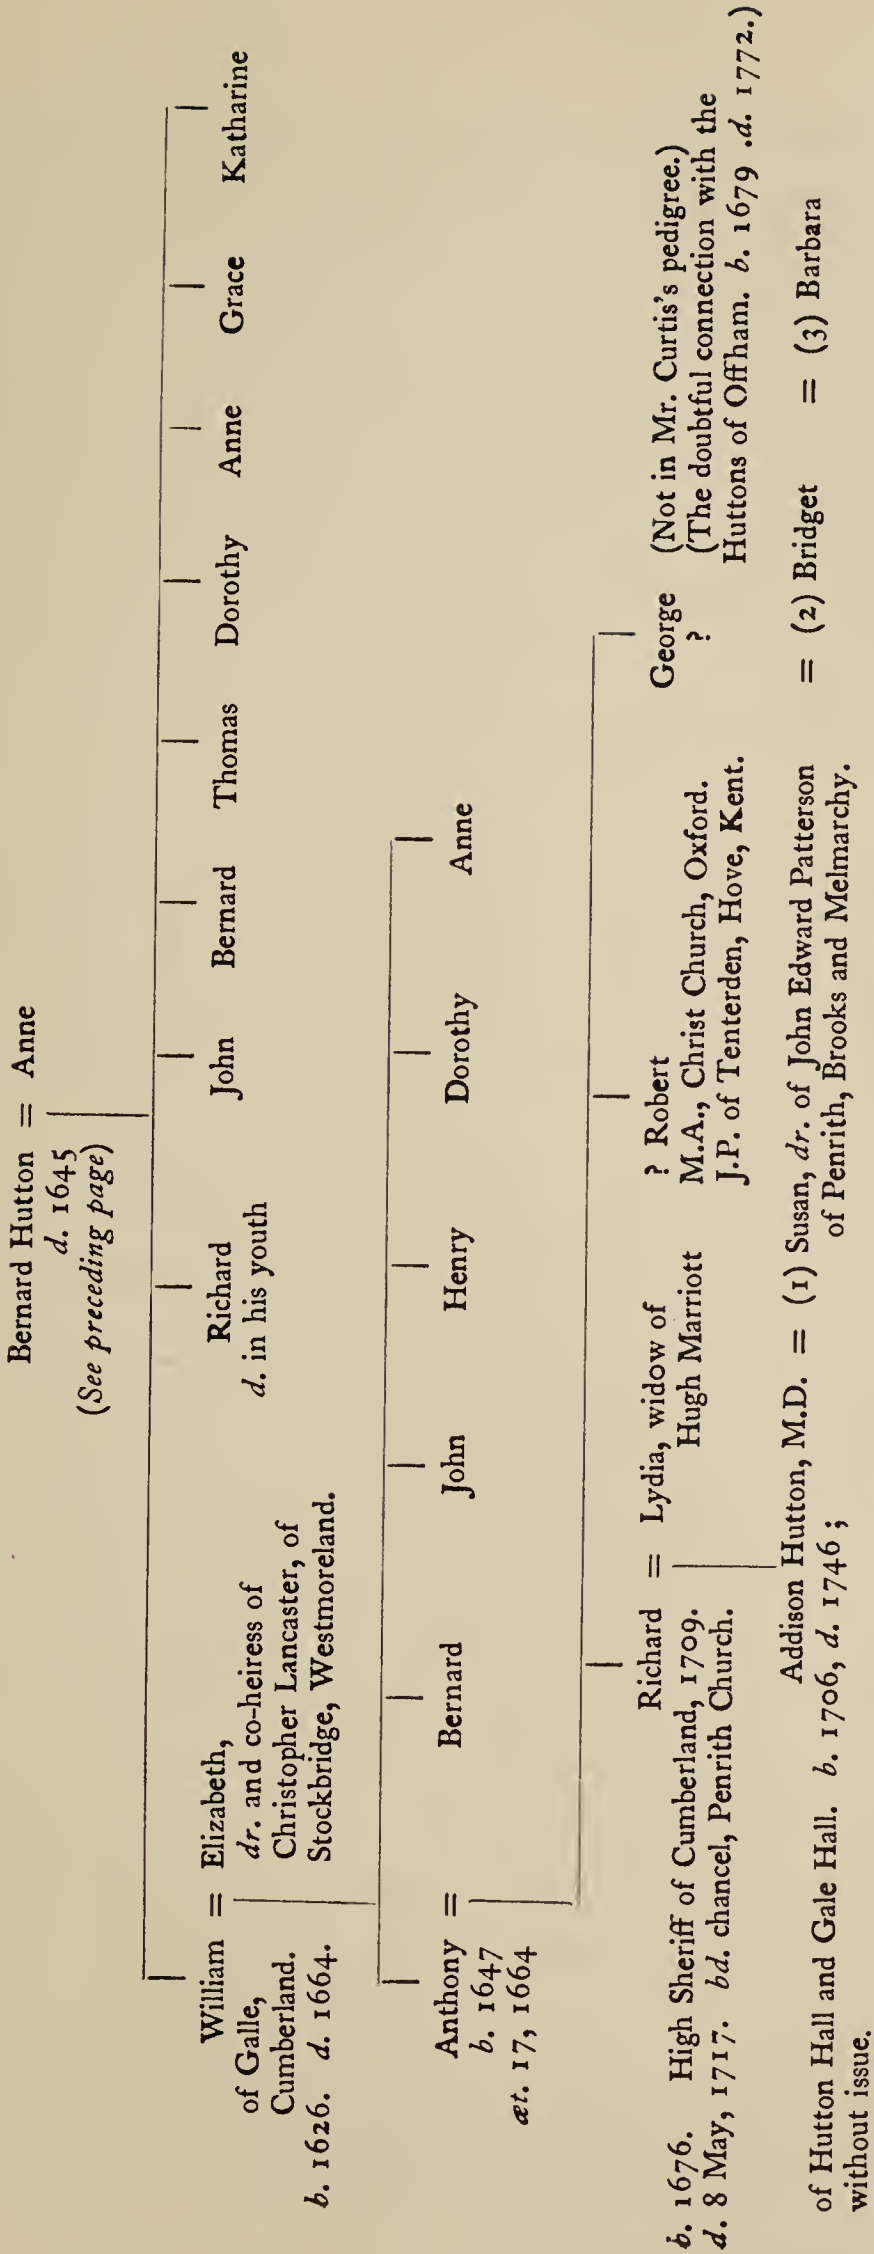 Bernard Hutton = Anne
d. 1645
(See preceding page)
William = Elizabeth,
of Galle,
Cumberland.
b. 1626. d. 1664.
dr. and co-heiress of
Christopher Lancaster, of
Stockbridge, Westmoreland.
Richard
d. in his youth
John
Bernard
Thomas
Dorothy
Anne
Grace
Katharine
Anthony =
b. 1647
æt. 17, 1664
Bernard
John
Henry
Dorothy
Anne
Richard = Lydia, widow of
Hugh Marriott
b. 1676. High Sheriff of Cumberland, 1709.
d. 8 May, 1717. bd. chancel, Penrith Church.
? Robert
M.A., Christ Church, Oxford.
J.P. of Tenterden, Hove, Kent.
George
?
(Not in Mr. Curtis's pedigree.)
(The doubtful connection with the
Huttons of Offham. b. 1679 .d. 1772.)
Addison Hutton, M.D. = (1) Susan, dr. of John Edward Patterson = (2) Bridget = (3) Barbara
of Penrith, Brooks and Melmarchy.
of Hutton Hall and Gale Hall. b. 1706, d. 1746 ;
without issue.